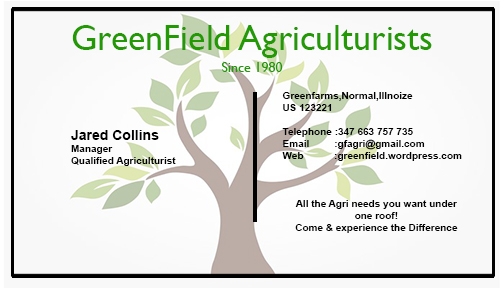 GreenField Agriculturists
Since 1980
Jared Collins
Manager
Qualified Agriculturist
Greenfarms,Normal,Illnoize
US 123221
Telephone :347 663 757 735
Email :gfagri@gmail.com
Web :greenfield.wordpress.com
All the Agri needs you want under
one roof!
Come & experience the Difference